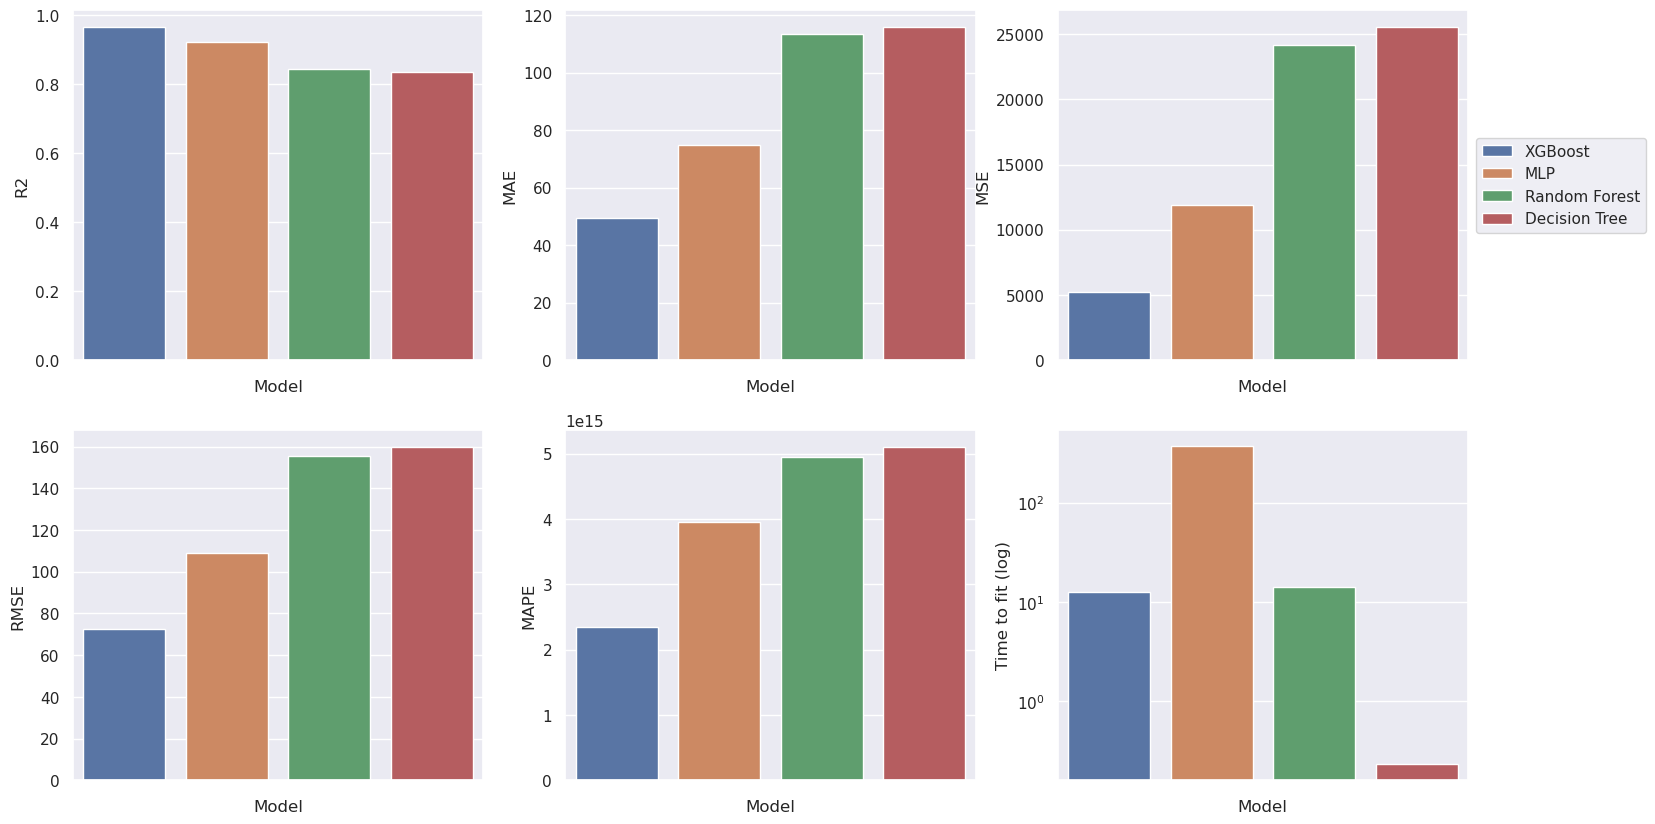 1.0
0.8
0.6
0.4
0.2
0.0
R2
Model
120
100
80
60
40
20
0
MAE
Model
25000
20000
15000
10000
5000
0
MSE
Model
XGBoost
MLP
Random Forest
Decision Tree
160
140
120
100
80
60
40
20
0
RMSE
Model
1e15
5
4
3
2
1
0
MAPE
Model
10²
10¹
10⁰
Time to fit (log)
Model